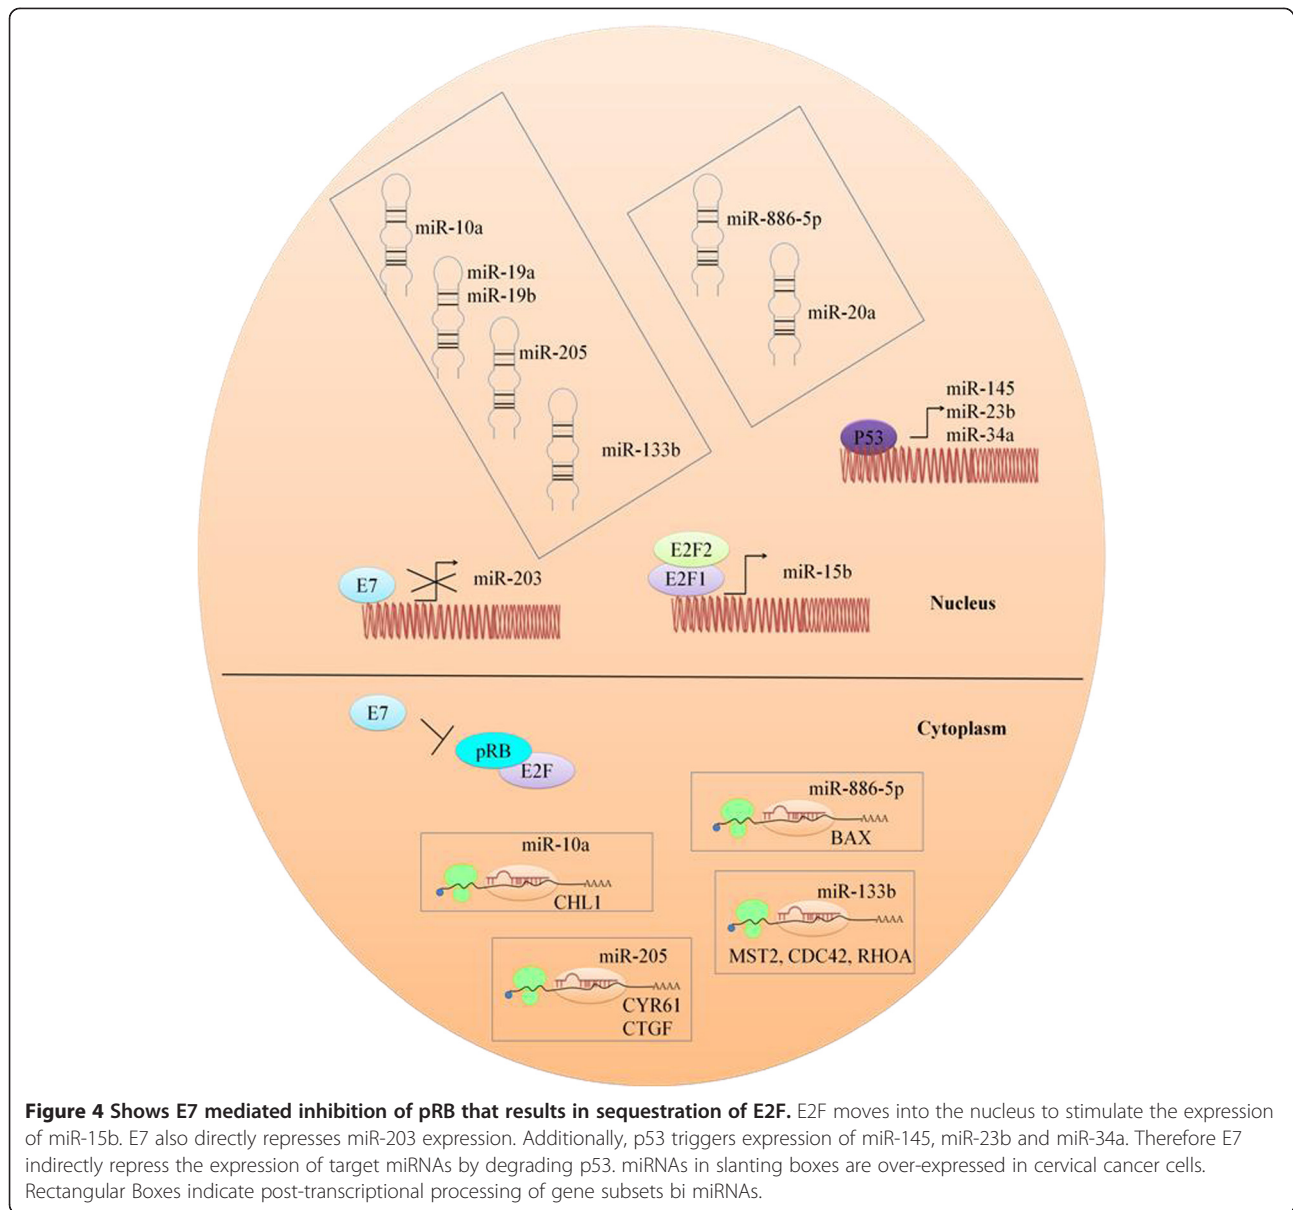 miR-10a
miR-19a
miR-19b
miR-205
miR-133b
miR-886-5p
miR-20a
miR-145
miR-23b
miR-34a
P53
E7
miR-203
E2F2
E2F1
miR-15b
Nucleus
E7
pRB
E2F
Cytoplasm
miR-886-5p
AAAA
BAX
miR-10a
AAAA
CHL1
miR-133b
AAAA
MST2, CDC42, RHOA
miR-205
AAAA
CYR61
CTGF
Figure 4 Shows E7 mediated inhibition of pRB that results in sequestration of E2F. E2F moves into the nucleus to stimulate the expression
of miR-15b. E7 also directly represses miR-203 expression. Additionally, p53 triggers expression of miR-145, miR-23b and miR-34a. Therefore E7
indirectly repress the expression of target miRNAs by degrading p53. miRNAs in slanting boxes are over-expressed in cervical cancer cells.
Rectangular Boxes indicate post-transcriptional processing of gene subsets bi miRNAs.